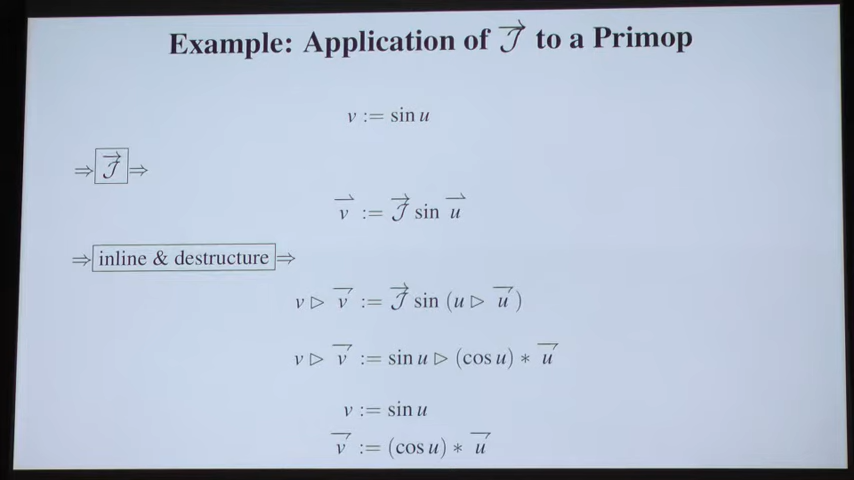 Example: Application of 𝒥⃗ to a Primop
v := sin u
⇒ 𝒥⃗ ⇒
v⇀ := 𝒥⃗ sin u⇀
⇒ inline & destructure ⇒
v ▷ v⃗ := 𝒥⃗ sin (u ▷ u⃗)
v ▷ v⃗ := sin u ▷ (cos u) * u⃗
v := sin u
v⃗ := (cos u) * u⃗